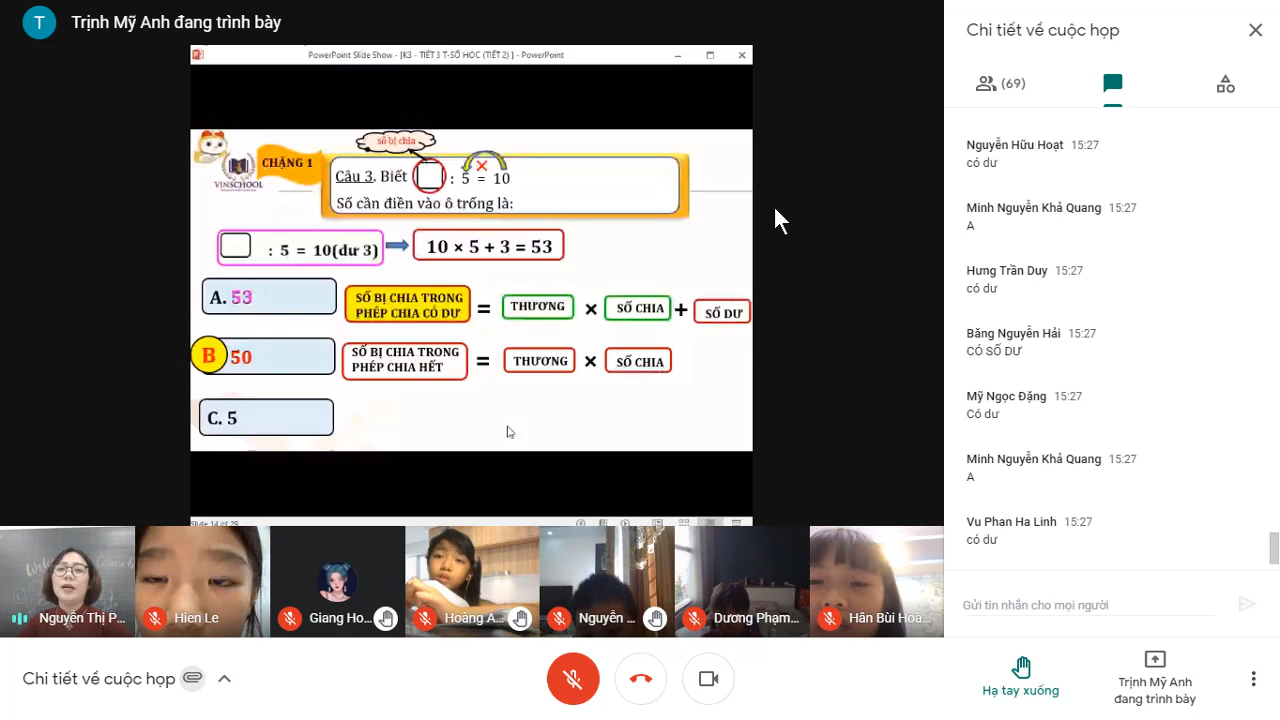 T
Trịnh Mỹ Anh đang trình bày
PowerPoint Slide Show - [K3 - TIẾT 3 T-SỐ HỌC (TIẾT 2) ] - PowerPoint
số bị chia
CHẶNG 1
VINSCHOOL
Câu 3. Biết : 5 = 10
Số cần điền vào ô trống là:
: 5 = 10(dư 3)
10 × 5 + 3 = 53
A. 53
SỐ BỊ CHIA TRONG
PHÉP CHIA CÓ DƯ
= THƯƠNG × SỐ CHIA + SỐ DƯ
B 50
SỐ BỊ CHIA TRONG
PHÉP CHIA HẾT
= THƯƠNG × SỐ CHIA
C. 5
Slide 14 of 29
Nguyễn Thị P...
Hien Le
Giang Ho...
Hoàng A...
Nguyễn ...
Dương Phạm...
Hân Bùi Hoà...
Chi tiết về cuộc họp
Chi tiết về cuộc họp
(69)
Nguyễn Hữu Hoạt 15:27
có dư
Minh Nguyễn Khả Quang 15:27
A
Hưng Trần Duy 15:27
có dư
Băng Nguyễn Hải 15:27
CÓ SỐ DƯ
Mỹ Ngọc Đặng 15:27
Có dư
Minh Nguyễn Khả Quang 15:27
A
Vu Phan Ha Linh 15:27
có dư
Gửi tin nhắn cho mọi người
Hạ tay xuống
Trịnh Mỹ Anh
đang trình bày